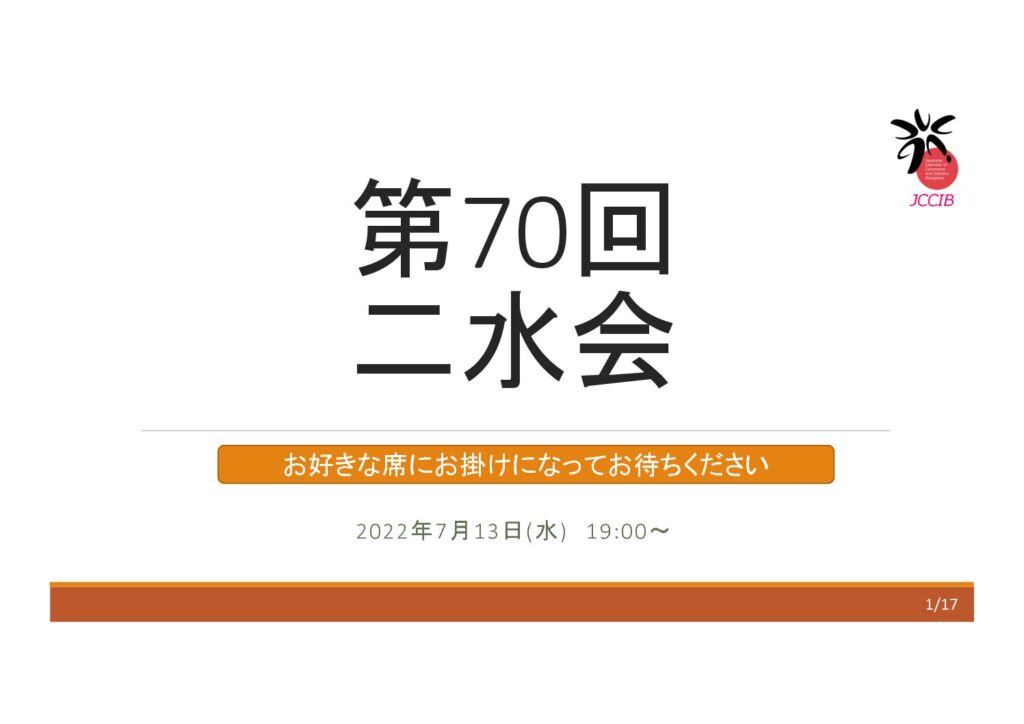 Japanese
Chamber of
Commerce
and Industry
Bangalore
JCCIB
第70回
二水会
お好きな席にお掛けになってお待ちください
2022年7月13日(水) 19:00～
1/17